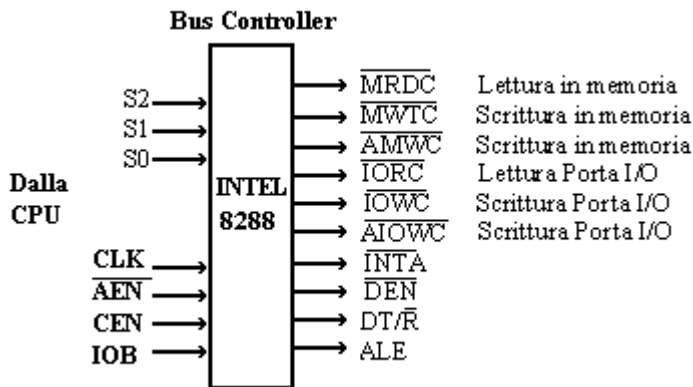 Bus Controller
S2
S1
S0
Dalla
CPU
CLK
AEN
CEN
IOB
INTEL
8288
MRDC Lettura in memoria
MWTC Scrittura in memoria
AMWC Scrittura in memoria
IORC Lettura Porta I/O
IOWC Scrittura Porta I/O
AIOWC Scrittura Porta I/O
INTA
DEN
DT/R̅
ALE